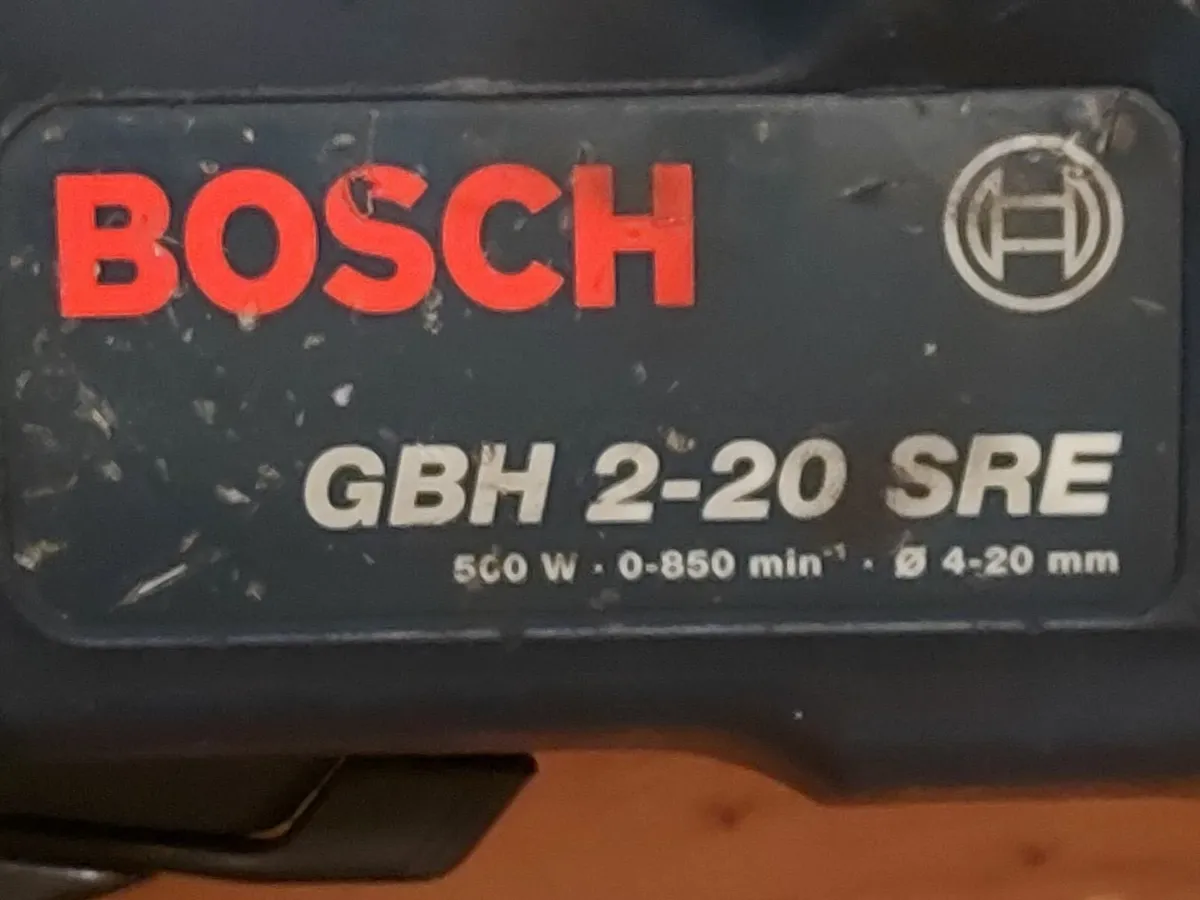 BOSCH
GBH 2-20 SRE
500 W · 0-850 min⁻¹ · Ø 4-20 mm